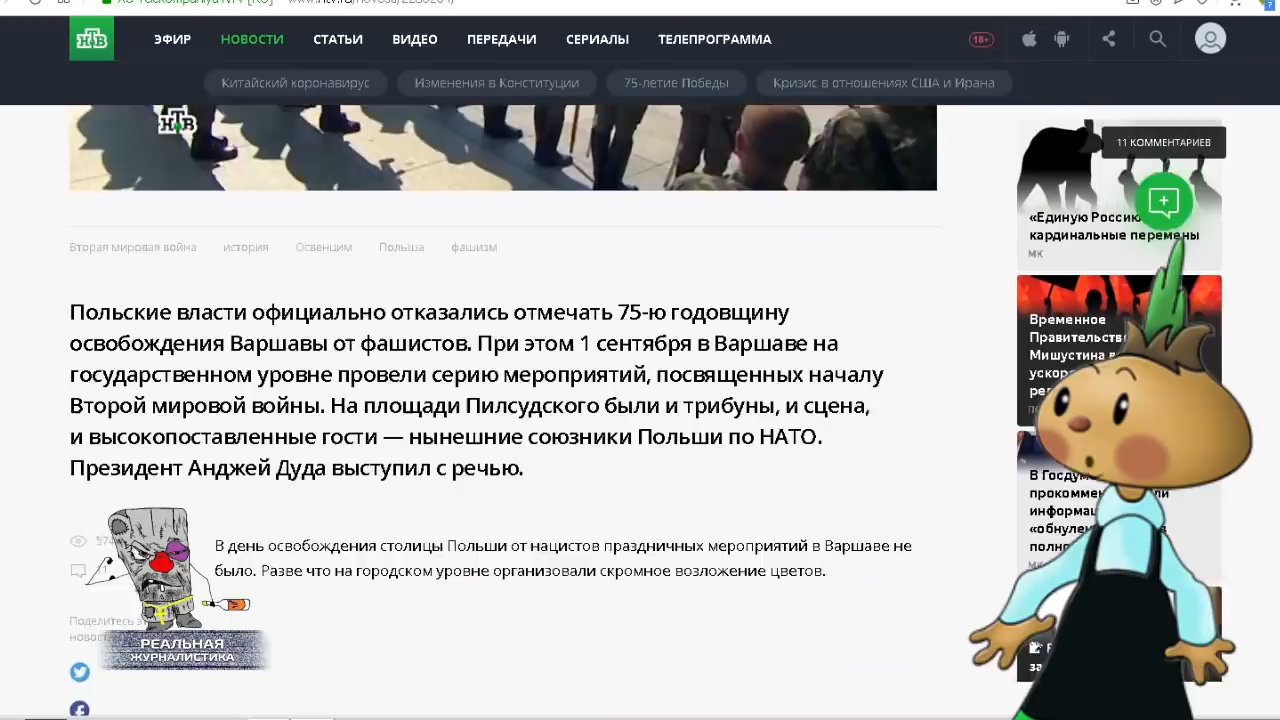 НТВ
ЭФИР НОВОСТИ СТАТЬИ ВИДЕО ПЕРЕДАЧИ СЕРИАЛЫ ТЕЛЕПРОГРАММА 18+
Китайский коронавирус Изменения в Конституции 75-летие Победы Кризис в отношениях США и Ирана
НТВ
Вторая мировая война история Освенцим Польша фашизм
Польские власти официально отказались отмечать 75-ю годовщину
освобождения Варшавы от фашистов. При этом 1 сентября в Варшаве на
государственном уровне провели серию мероприятий, посвященных началу
Второй мировой войны. На площади Пилсудского были и трибуны, и сцена,
и высокопоставленные гости — нынешние союзники Польши по НАТО.
Президент Анджей Дуда выступил с речью.
В день освобождения столицы Польши от нацистов праздничных мероприятий в Варшаве не
было. Разве что на городском уровне организовали скромное возложение цветов.
Поделитесь
РЕАЛЬНАЯ
ЖУРНАЛИСТИКА
11 КОММЕНТАРИЕВ
«Единую
кардинальные перемены
МК
Временное
Мишустина
В